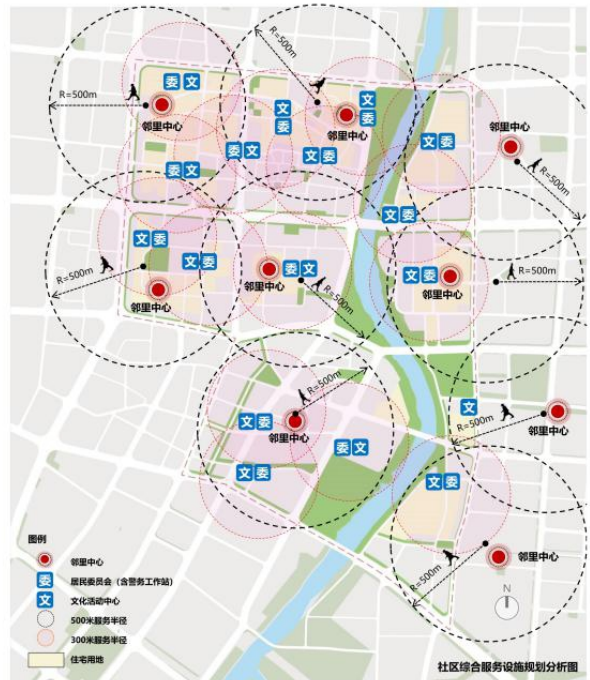 R=500m
R=500m
委 文
邻里中心
文
委
文
委
邻里中心
邻里中心
文 委
委 文
委 文
文 委
文 委
R=500m
文 委
文 委
文 委
R=500m
邻里中心
邻里中心
委 文
R=500m
文 委
邻里中心
R=500m
R=500m
文 委
邻里中心
文 委
文 委
文
R=500m
邻里中心
文 委
R=500m
邻里中心
图例
邻里中心
委 居民委员会（含警务工作站）
文 文化活动中心
500米服务半径
300米服务半径
住宅用地
N
社区综合服务设施规划分析图